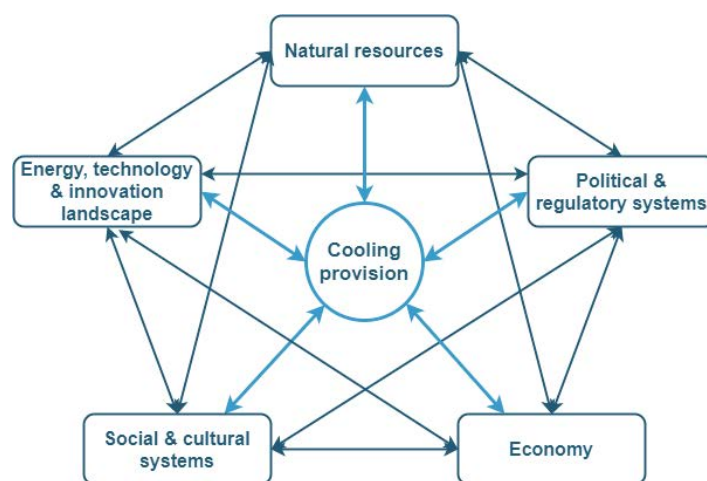 Natural resources
Energy, technology
& innovation
landscape
Political &
regulatory systems
Cooling
provision
Social & cultural
systems
Economy